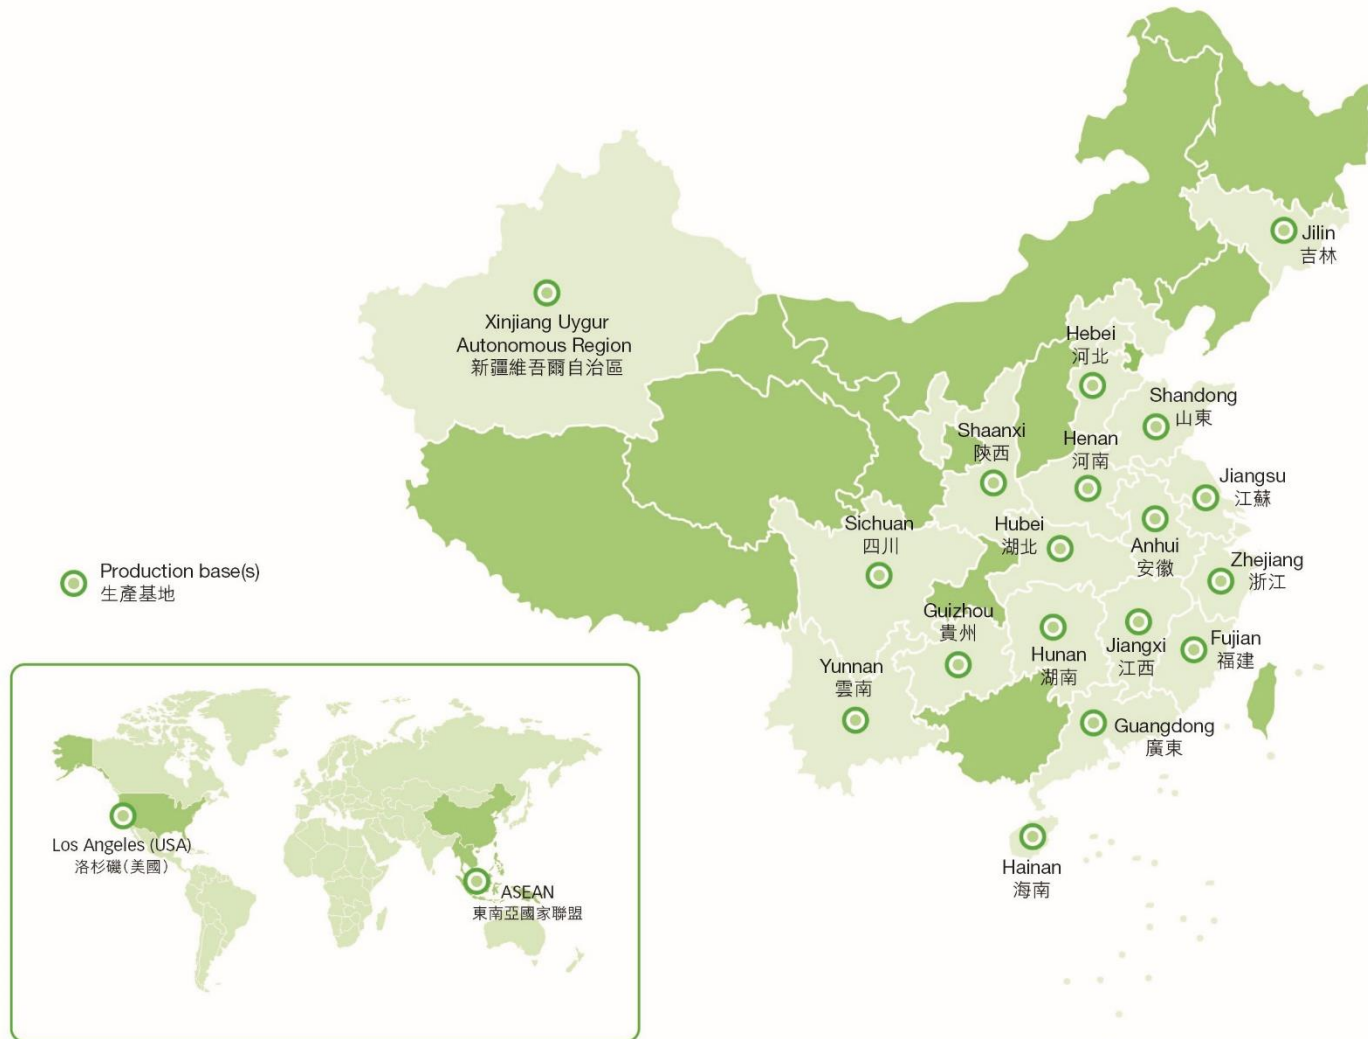 Jilin
吉林
Xinjiang Uygur
Autonomous Region
新疆維吾爾自治區
Hebei
河北
Shandong
山東
Shaanxi
陝西
Henan
河南
Jiangsu
江蘇
Sichuan
四川
Hubei
湖北
Anhui
安徽
Zhejiang
浙江
Production base(s)
生產基地
Guizhou
貴州
Hunan
湖南
Jiangxi
江西
Fujian
福建
Yunnan
雲南
Guangdong
廣東
Hainan
海南
Los Angeles (USA)
洛杉磯(美國)
ASEAN
東南亞國家聯盟